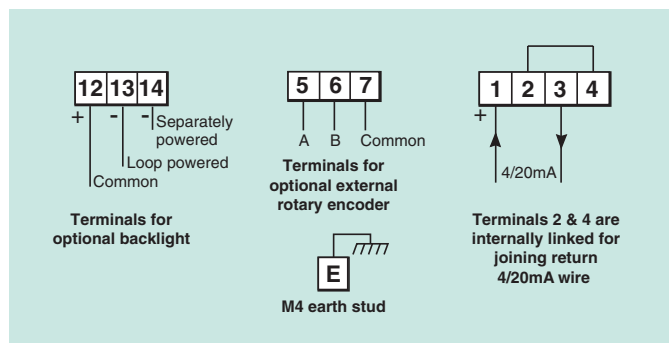 12 13 14
+ - -
Separately
powered
Loop powered
Common
Terminals for
optional backlight
5 6 7
A B Common
Terminals for
optional external
rotary encoder
E
M4 earth stud
1 2 3 4
+
4/20mA
Terminals 2 & 4 are
internally linked for
joining return
4/20mA wire